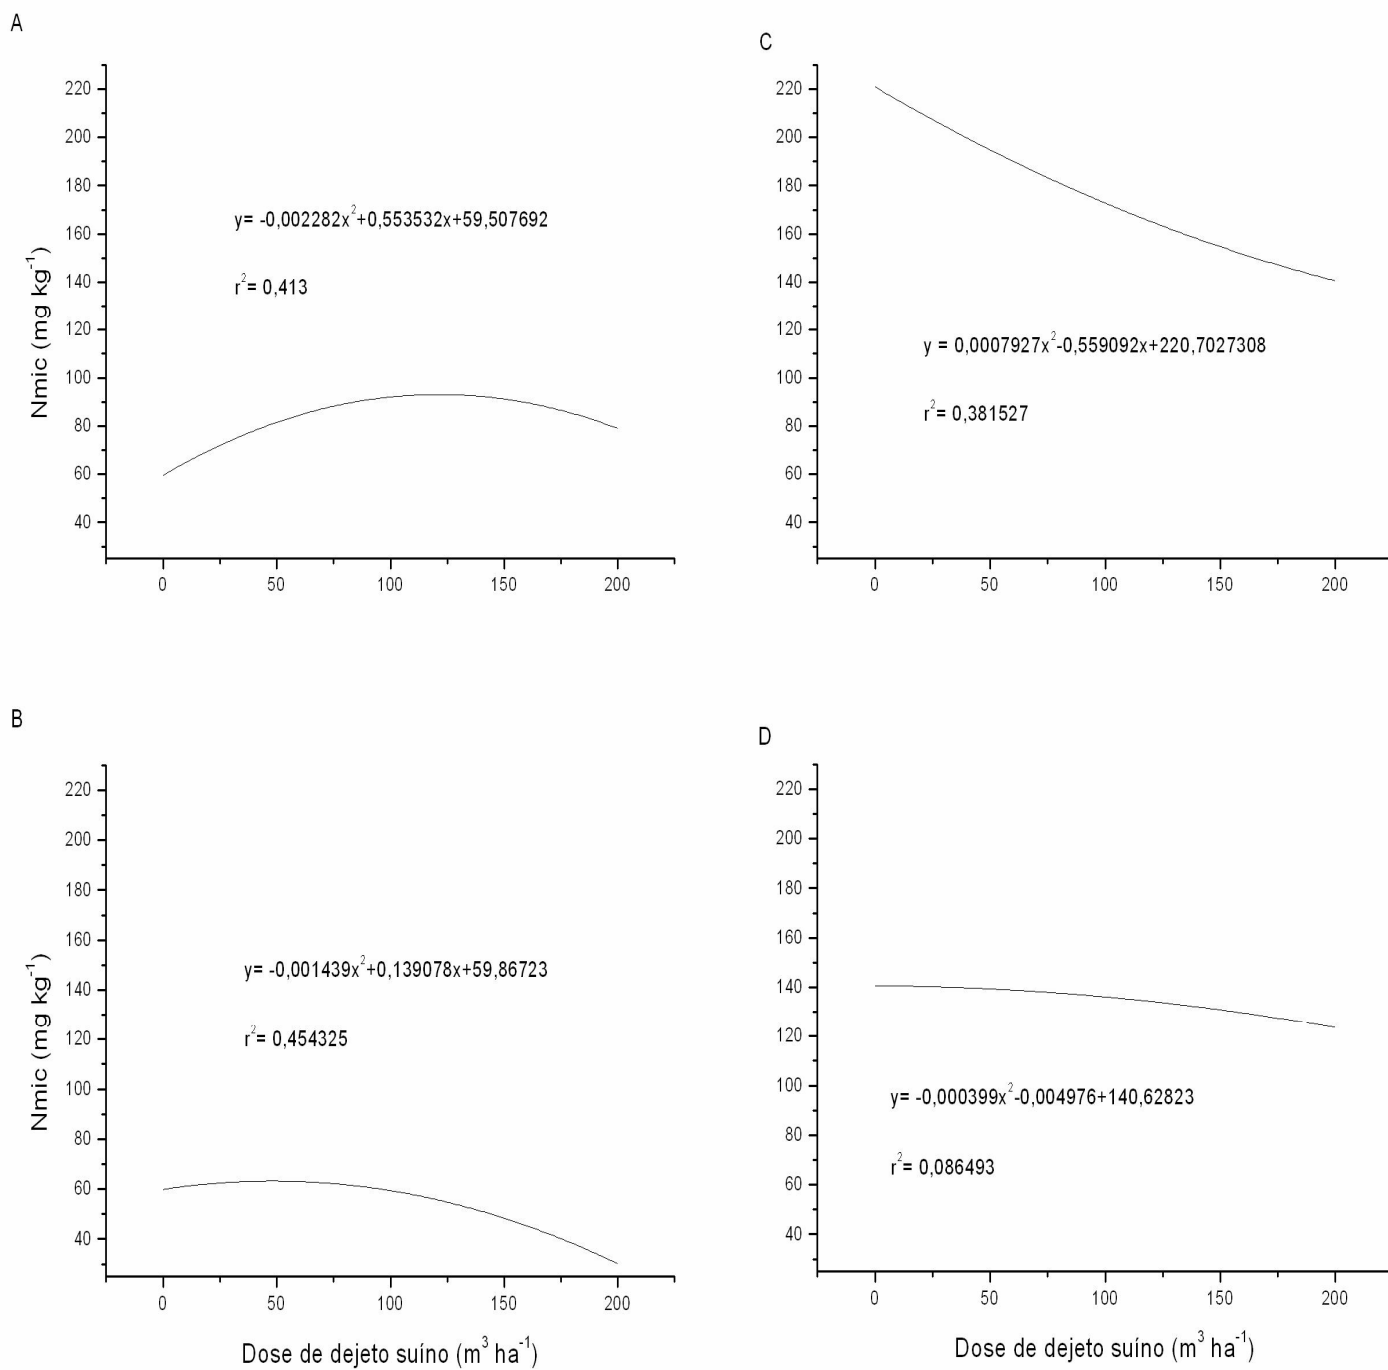 A
220
200
180
160
140
120
100
80
60
40
Nmic (mg kg⁻¹)
y= -0,002282x²+0,553532x+59,507692
r²= 0,413
0 50 100 150 200
C
220
200
180
160
140
120
100
80
60
40
y = 0,0007927x²-0,559092x+220,7027308
r²= 0,381527
0 50 100 150 200
B
220
200
180
160
140
120
100
80
60
40
Nmic (mg kg⁻¹)
y= -0,001439x²+0,139078x+59,86723
r²= 0,454325
0 50 100 150 200
Dose de dejeto suíno (m³ ha⁻¹)
D
220
200
180
160
140
120
100
80
60
40
y= -0,000399x²-0,004976+140,62823
r²= 0,086493
0 50 100 150 200
Dose de dejeto suíno (m³ ha⁻¹)